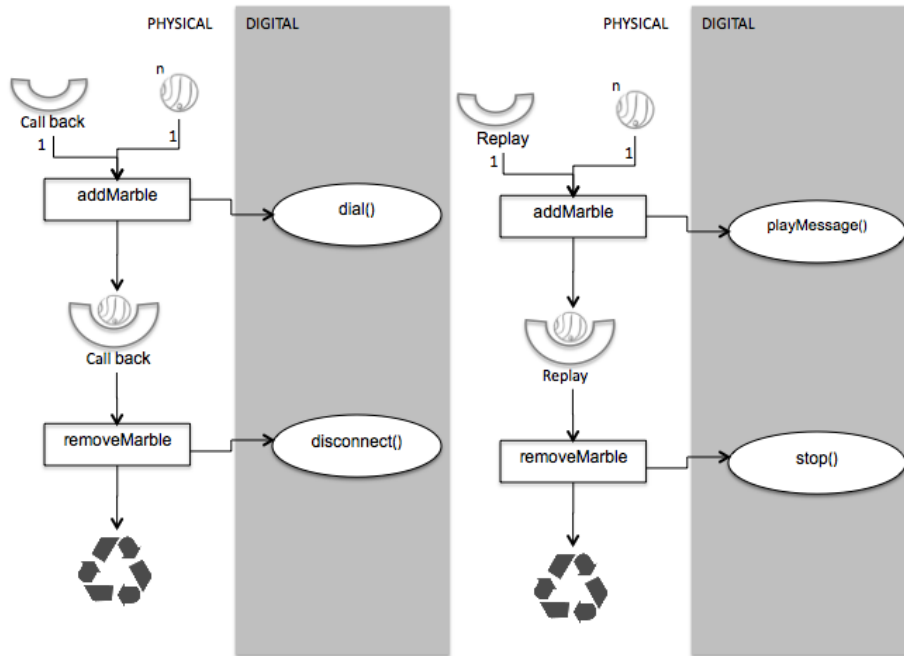 PHYSICAL
DIGITAL
n
Call back
1
1
addMarble
dial()
Call back
removeMarble
disconnect()
PHYSICAL
DIGITAL
n
Replay
1
1
addMarble
playMessage()
Replay
removeMarble
stop()